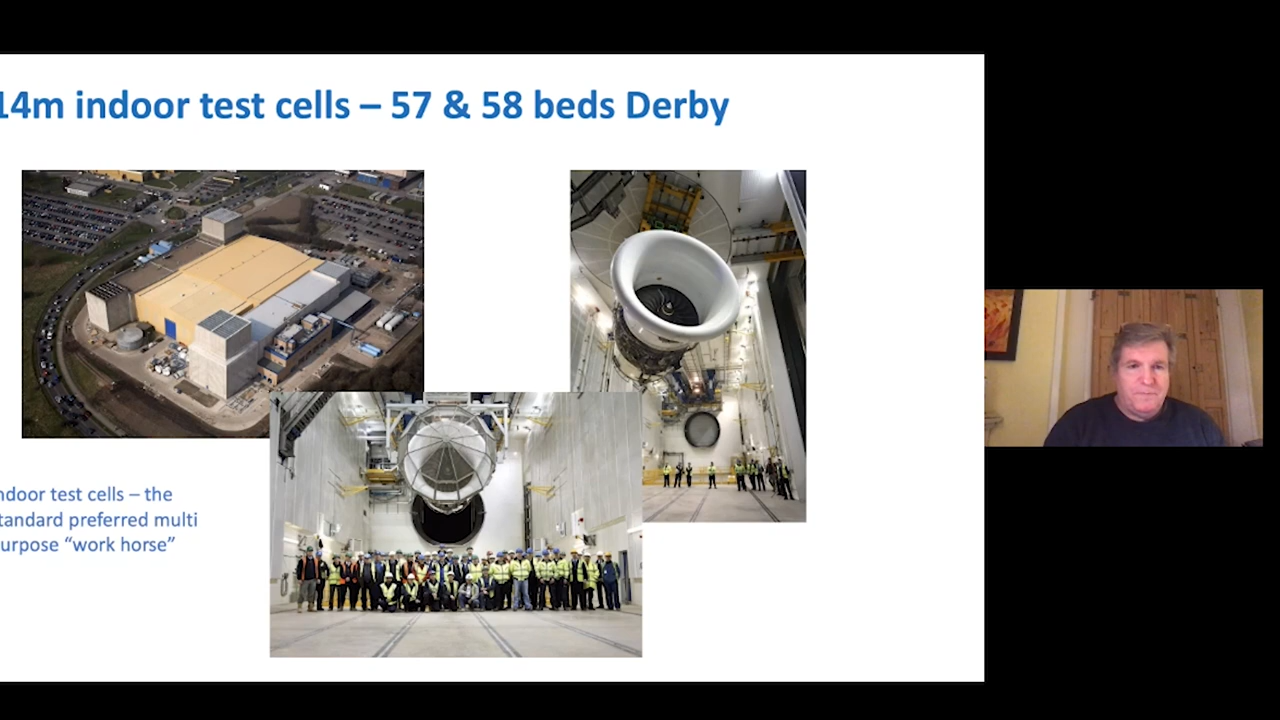 14m indoor test cells – 57 & 58 beds Derby
ndoor test cells – the
tandard preferred multi
urpose “work horse”